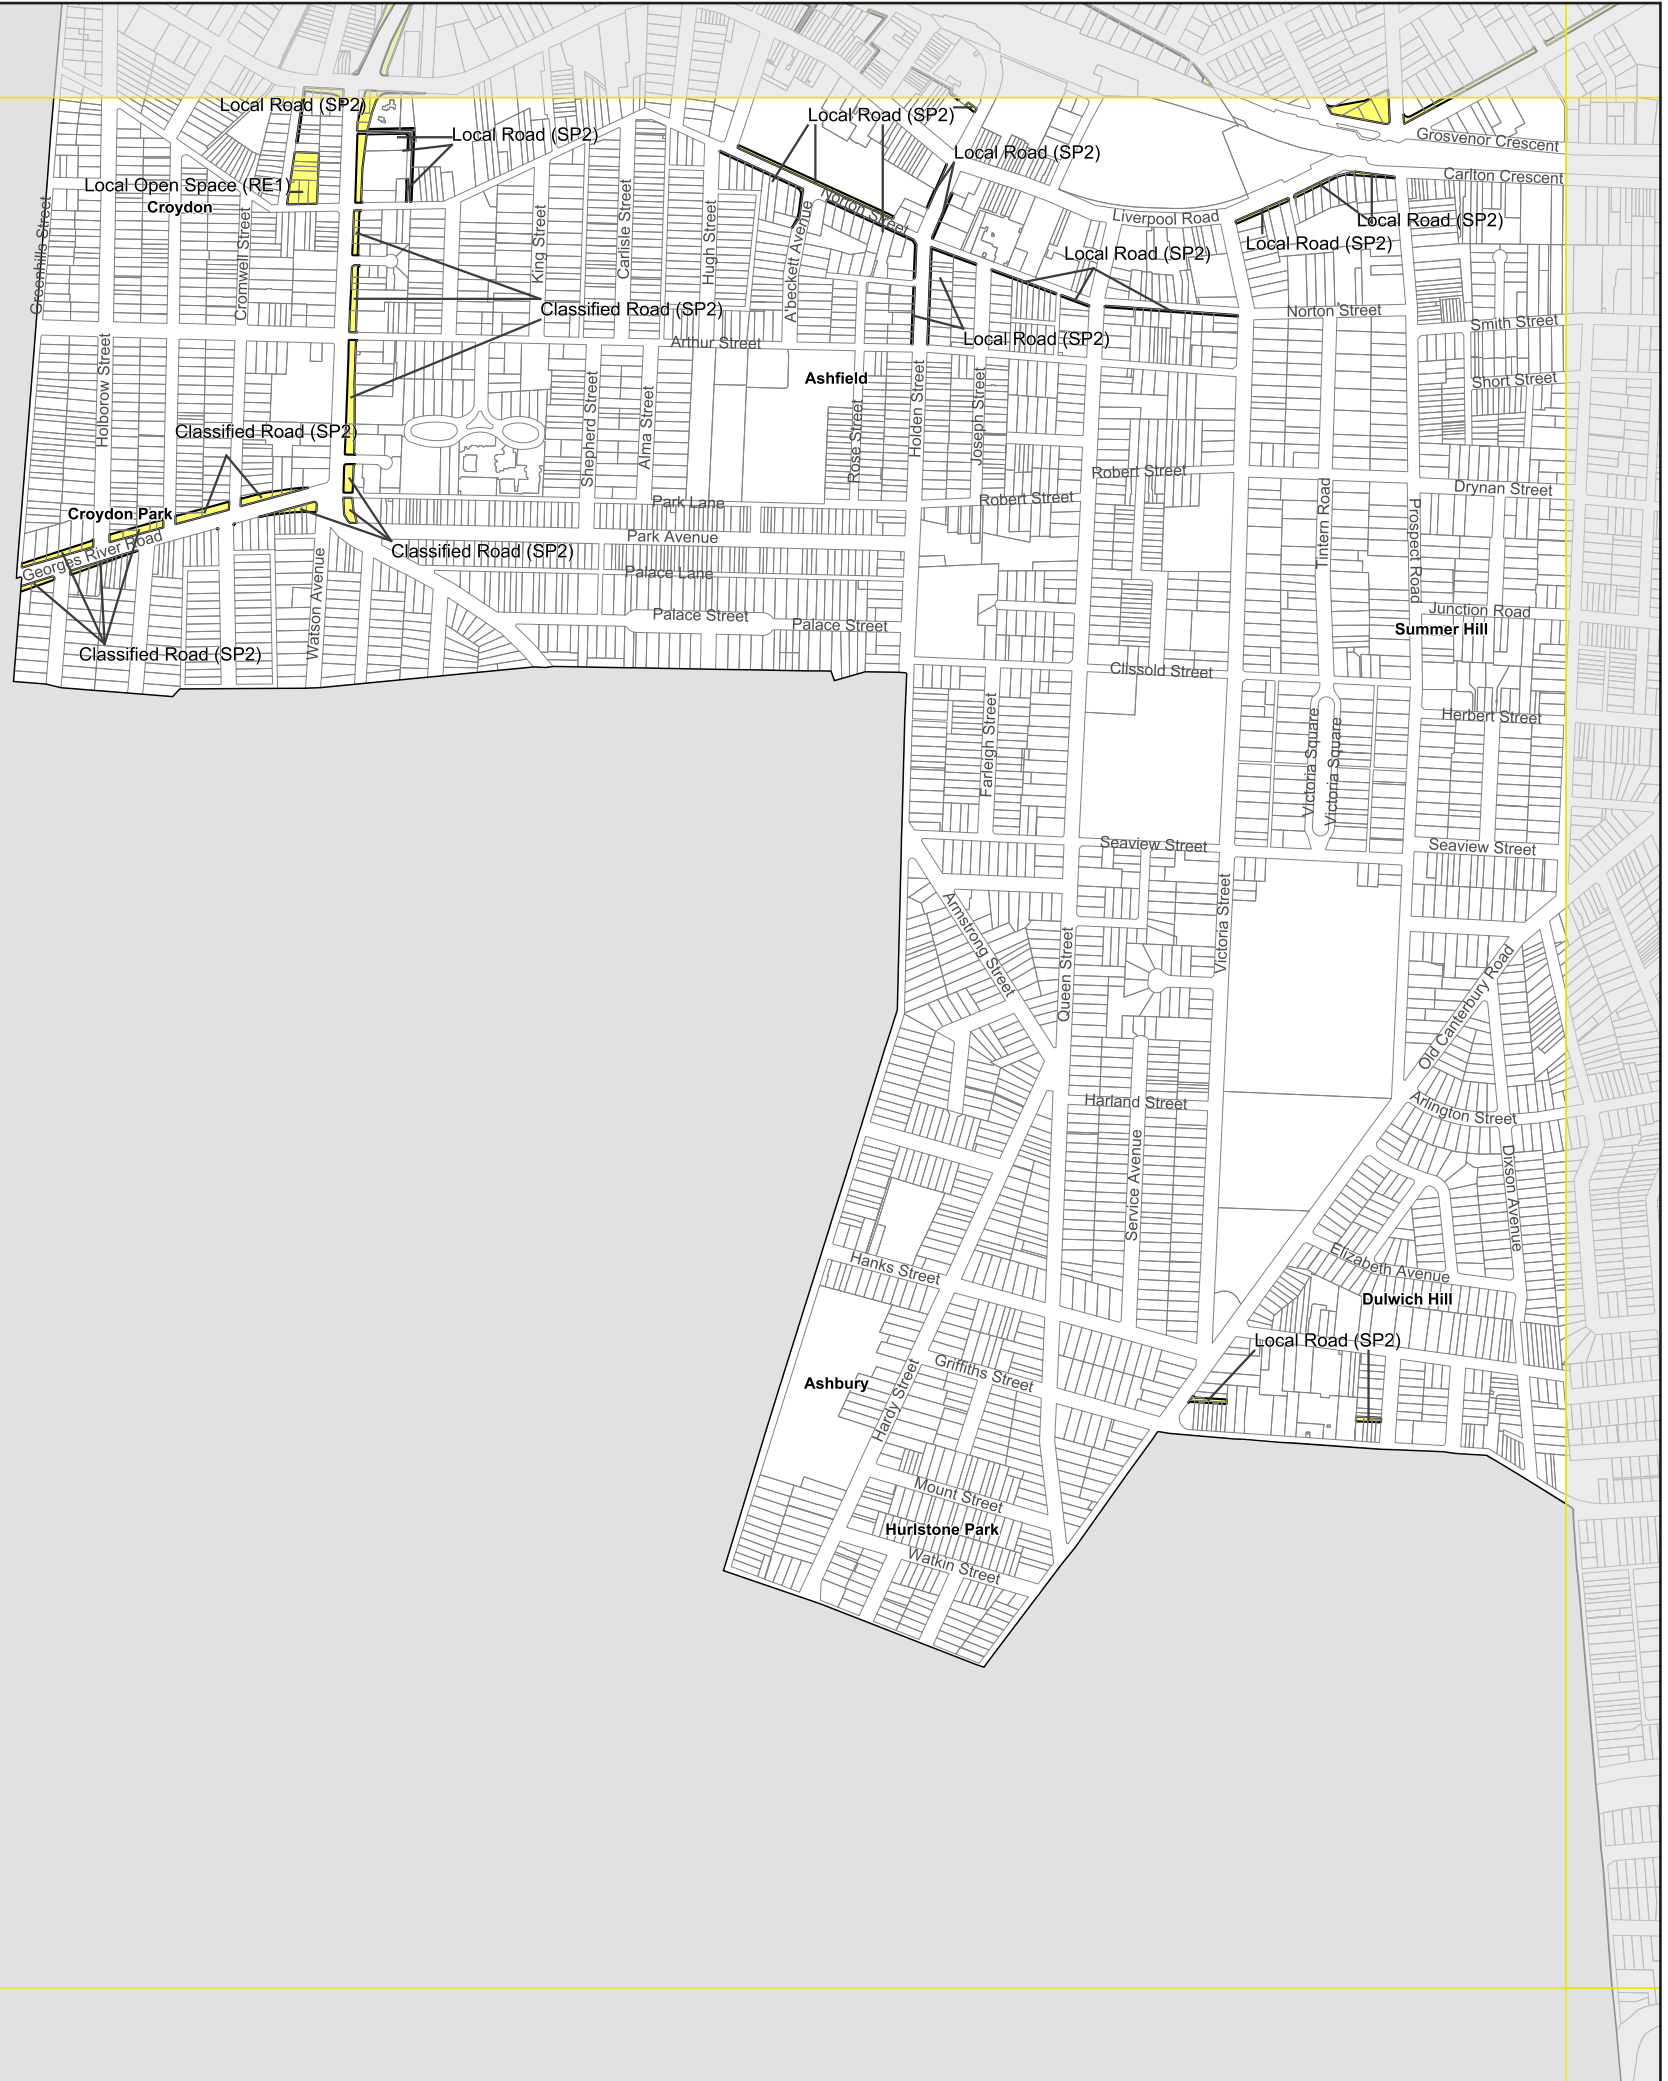 Local Road (SP2)
Local Road (SP2)
Local Road (SP2)
Local Road (SP2)
Grosvenor Crescent
Carlton Crescent
Local Open Space (RE1)
Croydon
Norton Street
Liverpool Road
Local Road (SP2)
Local Road (SP2)
Local Road (SP2)
Greenhills Street
Cromwell Street
King Street
Carlisle Street
Hugh Street
A'beckett Avenue
Classified Road (SP2)
Norton Street
Smith Street
Local Road (SP2)
Arthur Street
Ashfield
Short Street
Holborow Street
Shepherd Street
Alma Street
Rose Street
Holden Street
Joseph Street
Classified Road (SP2)
Robert Street
Robert Street
Drynan Street
Park Lane
Croydon Park
Tintern Road
Prospect Road
Park Avenue
Georges River Road
Classified Road (SP2)
Palace Lane
Watson Avenue
Palace Street
Palace Street
Junction Road
Summer Hill
Classified Road (SP2)
Clissold Street
Farleigh Street
Herbert Street
Victoria Square
Victoria Square
Seaview Street
Seaview Street
Armstrong Street
Queen Street
Victoria Street
Old Canterbury Road
Harland Street
Arlington Street
Service Avenue
Dixson Avenue
Hanks Street
Elizabeth Avenue
Dulwich Hill
Local Road (SP2)
Griffiths Street
Ashbury
Hardy Street
Mount Street
Hurlstone Park
Watkin Street